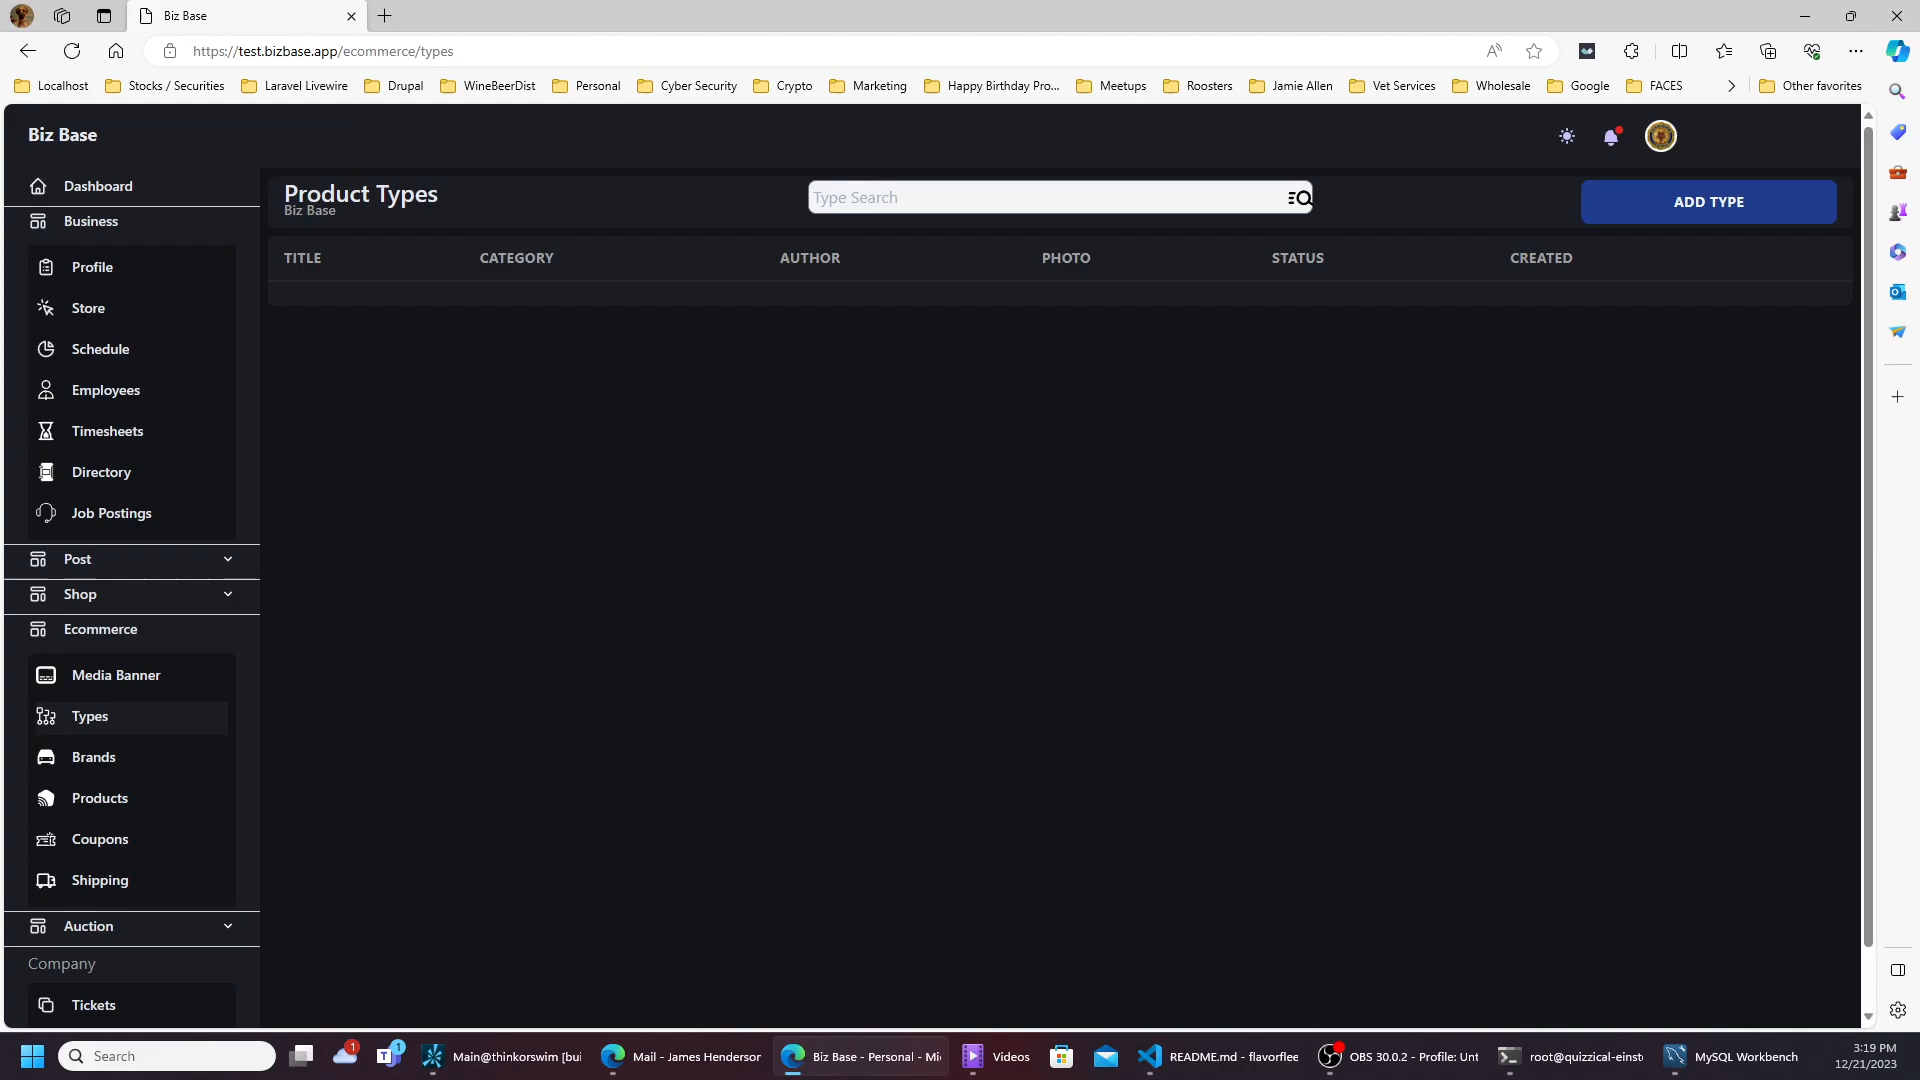 Biz Base
https://test.bizbase.app/ecommerce/types
Localhost
Stocks / Securities
Laravel Livewire
Drupal
WineBeerDist
Personal
Cyber Security
Crypto
Marketing
Happy Birthday Pro...
Meetups
Roosters
Jamie Allen
Vet Services
Wholesale
Google
FACES
Other favorites
Biz Base
Dashboard
Business
Profile
Store
Schedule
Employees
Timesheets
Directory
Job Postings
Post
Shop
Ecommerce
Media Banner
Types
Brands
Products
Coupons
Shipping
Auction
Company
Tickets
Product Types
Biz Base
Type Search
ADD TYPE
TITLE
CATEGORY
AUTHOR
PHOTO
STATUS
CREATED
Search
1
1
Main@thinkorswim [bui
Mail - James Henderson
Biz Base - Personal - Mi
Videos
README.md - flavorflee
OBS 30.0.2 - Profile: Unt
root@quizzical-einst
MySQL Workbench
3:19 PM
12/21/2023